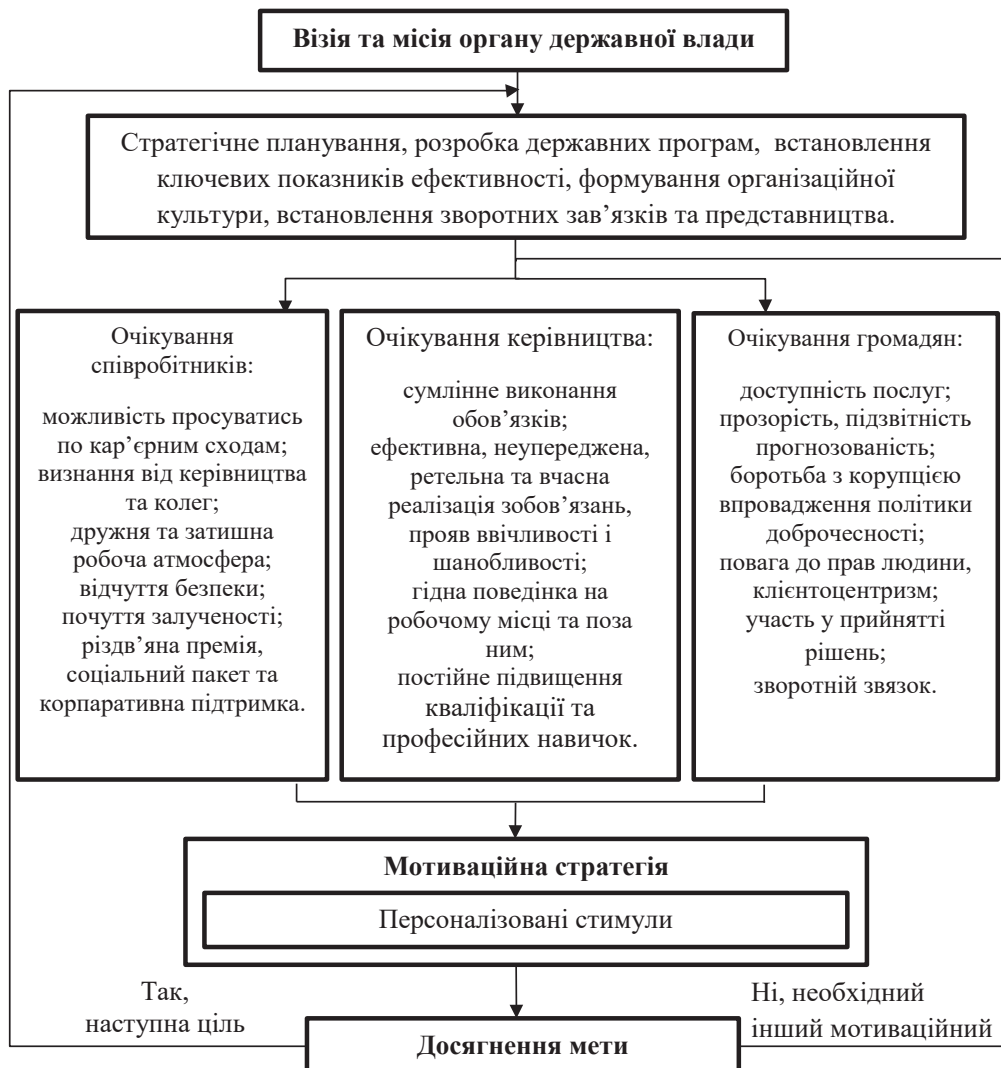 Візія та місія органу державної влади
Стратегічне планування, розробка державних програм, встановлення
ключевих показників ефективності, формування організаційної
культури, встановлення зворотних зав’язків та представництва.
Очікування
співробітників:
можливість просуватись
по кар’єрним сходам;
визнання від керівництва
та колег;
дружня та затишна
робоча атмосфера;
відчуття безпеки;
почуття залученості;
різдв’яна премія,
соціальний пакет та
корпаративна підтримка.
Очікування керівництва:
сумлінне виконання
обов’язків;
ефективна, неупереджена,
ретельна та вчасна
реалізація зобов’язань,
прояв ввічливості і
шанобливості;
гідна поведінка на
робочому місці та поза
ним;
постійне підвищення
кваліфікації та
професійних навичок.
Очікування громадян:
доступність послуг;
прозорість, підзвітність
прогнозованість;
боротьба з корупцією
впровадження політики
доброчесності;
повага до прав людини,
клієнтоцентризм;
участь у прийнятті
рішень;
зворотній звязок.
Мотиваційна стратегія
Персоналізовані стимули
Так,
наступна ціль
Ні, необхідний
інший мотиваційний
Досягнення мети